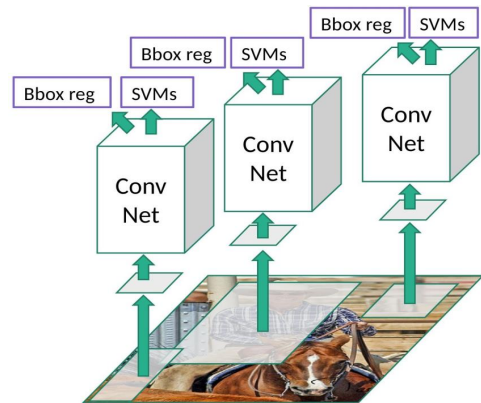 Bbox reg
SVMs
Bbox reg
SVMs
Bbox reg
SVMs
Conv
Net
Conv
Net
Conv
Net